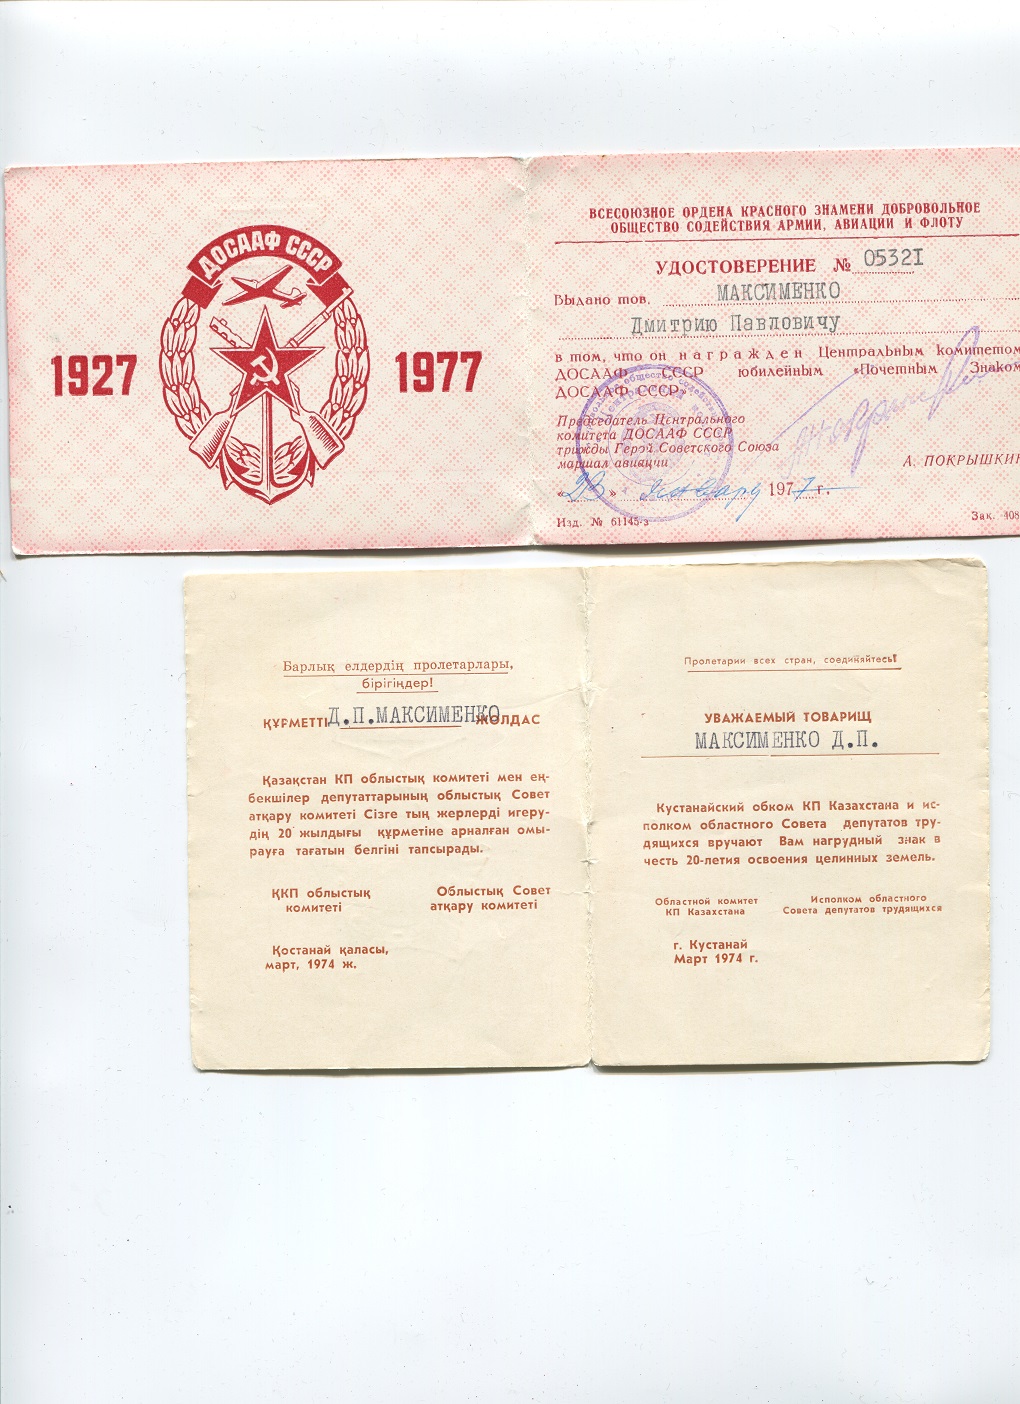 ДОСААФ СССР
1927 1977
ВСЕСОЮЗНОЕ ОРДЕНА КРАСНОГО ЗНАМЕНИ ДОБРОВОЛЬНОЕ
ОБЩЕСТВО СОДЕЙСТВИЯ АРМИИ, АВИАЦИИ И ФЛОТУ
УДОСТОВЕРЕНИЕ № 05321
Выдано тов. МАКСИМЕНКО
Дмитрию Павловичу
в том, что он награжден Центральным комитетом
ДОСААФ СССР юбилейным «Почетным Знаком
ДОСААФ СССР»
Председатель Центрального
комитета ДОСААФ СССР
трижды Герой Советского Союза
маршал авиации
А. ПОКРЫШКИН
«23» январу 1977 г.
Изд. № 61145-з
Зак. 408
Барлық елдердің пролетарлары,
бірігіңдер!
ҚҰРМЕТТІ Д.П.МАКСИМЕНКО ЖОЛДАС
Қазақстан КП облыстық комитеті мен ең-
бекшілер депутаттарының облыстық Совет
атқару комитеті Сізге тың жерлерді игеру-
дің 20 жылдығы құрметіне арналған омы-
рауға тағатын белгіні тапсырады.
ҚКП облыстық
комитеті
Облыстық Совет
атқару комитеті
Қостанай қаласы,
март, 1974 ж.
Пролетарии всех стран, соединяйтесь!
УВАЖАЕМЫЙ ТОВАРИЩ
МАКСИМЕНКО Д.П.
Кустанайский обком КП Казахстана и ис-
полком областного Совета депутатов тру-
дящихся вручают Вам нагрудный знак в
честь 20-летия освоения целинных земель.
Областной комитет
КП Казахстана
Исполком областного
Совета депутатов трудящихся
г. Кустанай
Март 1974 г.